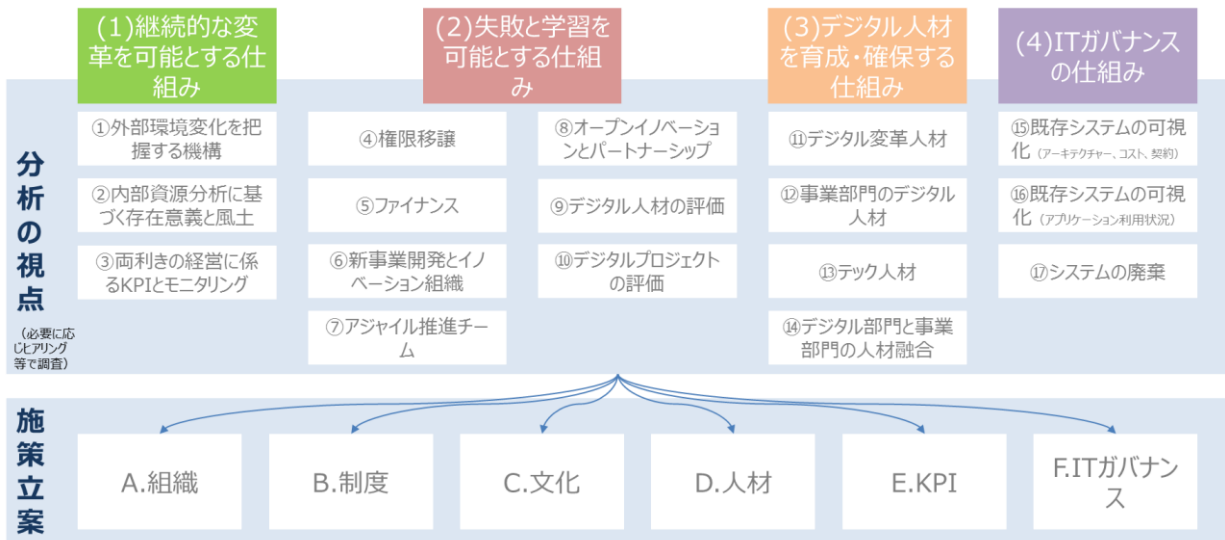 (1)継続的な変
革を可能とする仕
組み
(2)失敗と学習を
可能とする仕組
み
(3)デジタル人材
を育成・確保する
仕組み
(4)ITガバナンス
の仕組み
分析の視点
(必要に応
じヒアリング
等で調査)
①外部環境変化を把
握する機構
②内部資源分析に基
づく存在意義と風土
③両利きの経営に係
るKPIとモニタリング
④権限移譲
⑤ファイナンス
⑥新事業開発とイノ
ベーション組織
⑦アジャイル推進チー
ム
⑧オープンイノベーショ
ンとパートナーシップ
⑨デジタル人材の評価
⑩デジタルプロジェクト
の評価
⑪デジタル変革人材
⑫事業部門のデジタル
人材
⑬テック人材
⑭デジタル部門と事業
部門の人材融合
⑮既存システムの可視
化(アーキテクチャー、コスト、契約)
⑯既存システムの可視
化(アプリケーション利用状況)
⑰システムの廃棄
施策立案
A.組織
B.制度
C.文化
D.人材
E.KPI
F.ITガバナン
ス